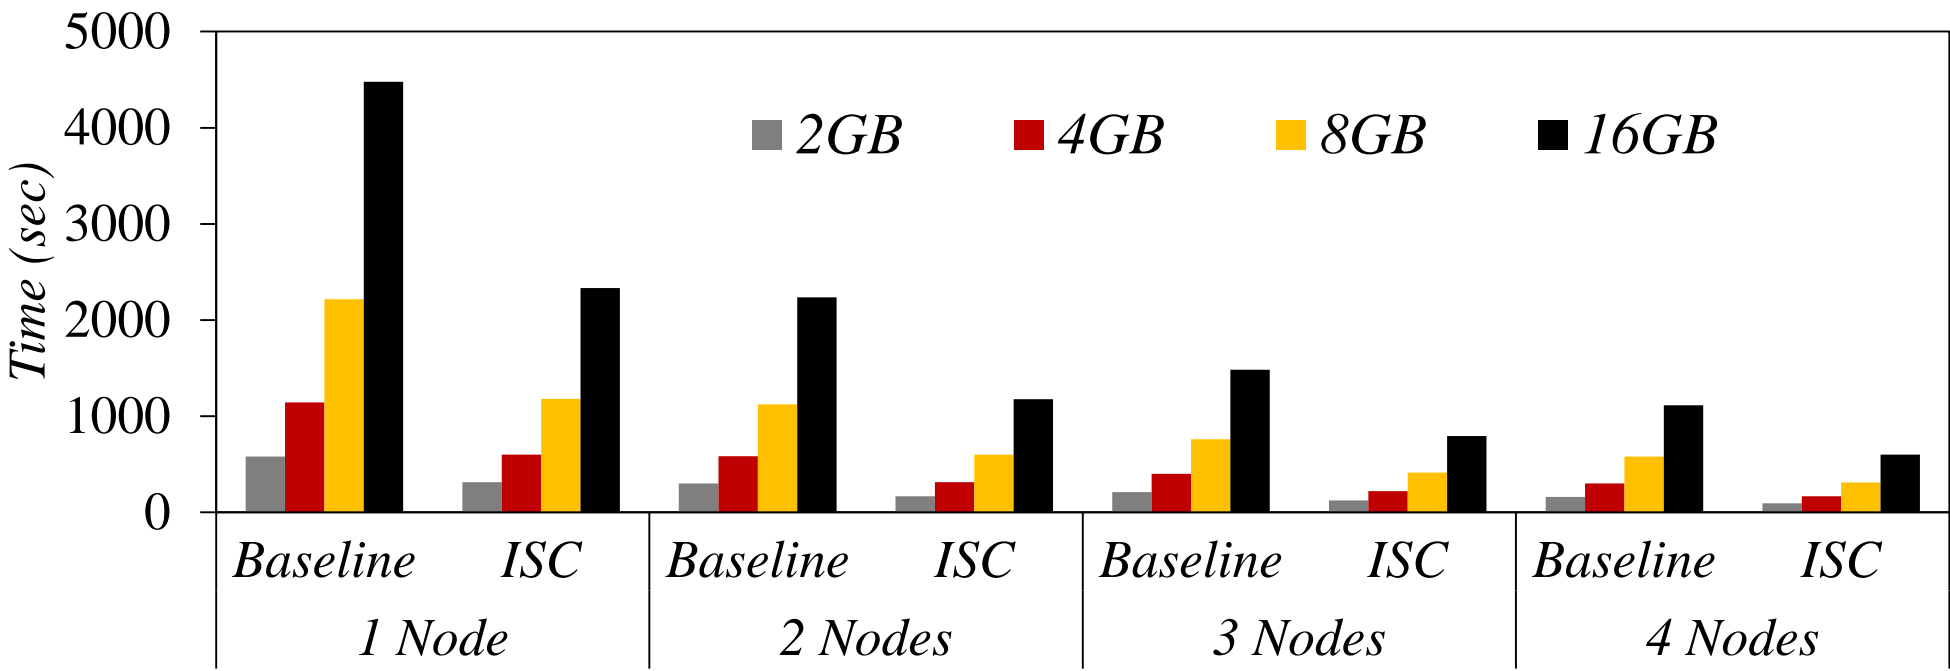 5000
4000
3000
2000
1000
0
Time (sec)
2GB 4GB 8GB 16GB
Baseline ISC Baseline ISC Baseline ISC Baseline ISC
1 Node 2 Nodes 3 Nodes 4 Nodes